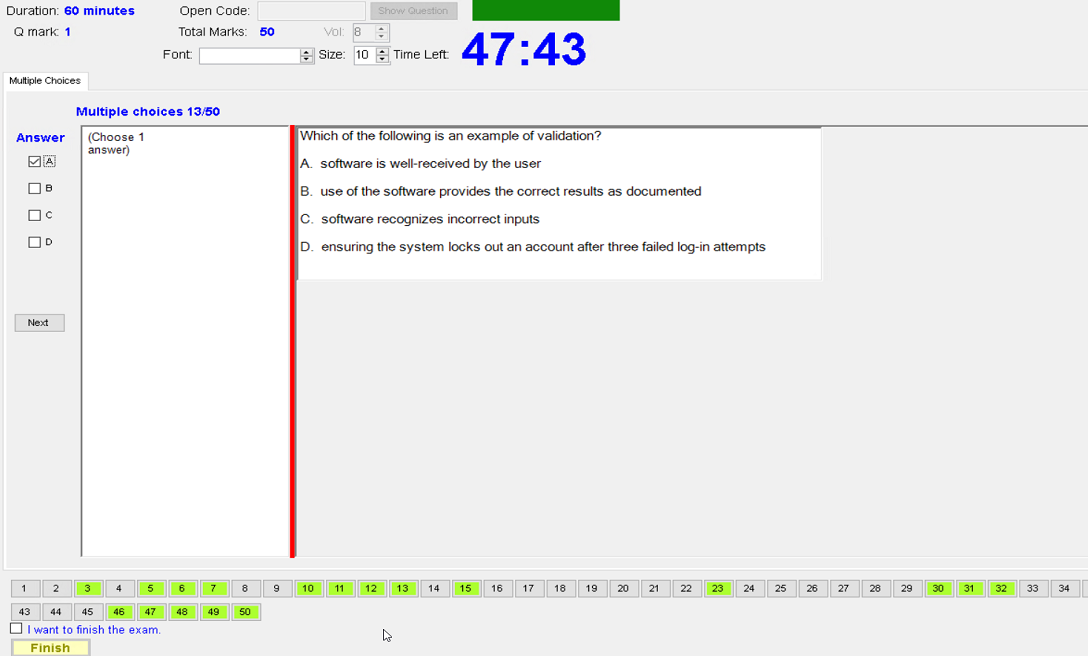 Duration: 60 minutes Open Code: Show Question
Q mark: 1 Total Marks: 50 Vol: 8
Font: Size: 10 Time Left: 47:43
Multiple Choices
Multiple choices 13/50
Answer
A
B
C
D
Next
(Choose 1
answer)
Which of the following is an example of validation?
A. software is well-received by the user
B. use of the software provides the correct results as documented
C. software recognizes incorrect inputs
D. ensuring the system locks out an account after three failed log-in attempts
1 2 3 4 5 6 7 8 9 10 11 12 13 14 15 16 17 18 19 20 21 22 23 24 25 26 27 28 29 30 31 32 33 34
43 44 45 46 47 48 49 50
I want to finish the exam.
Finish